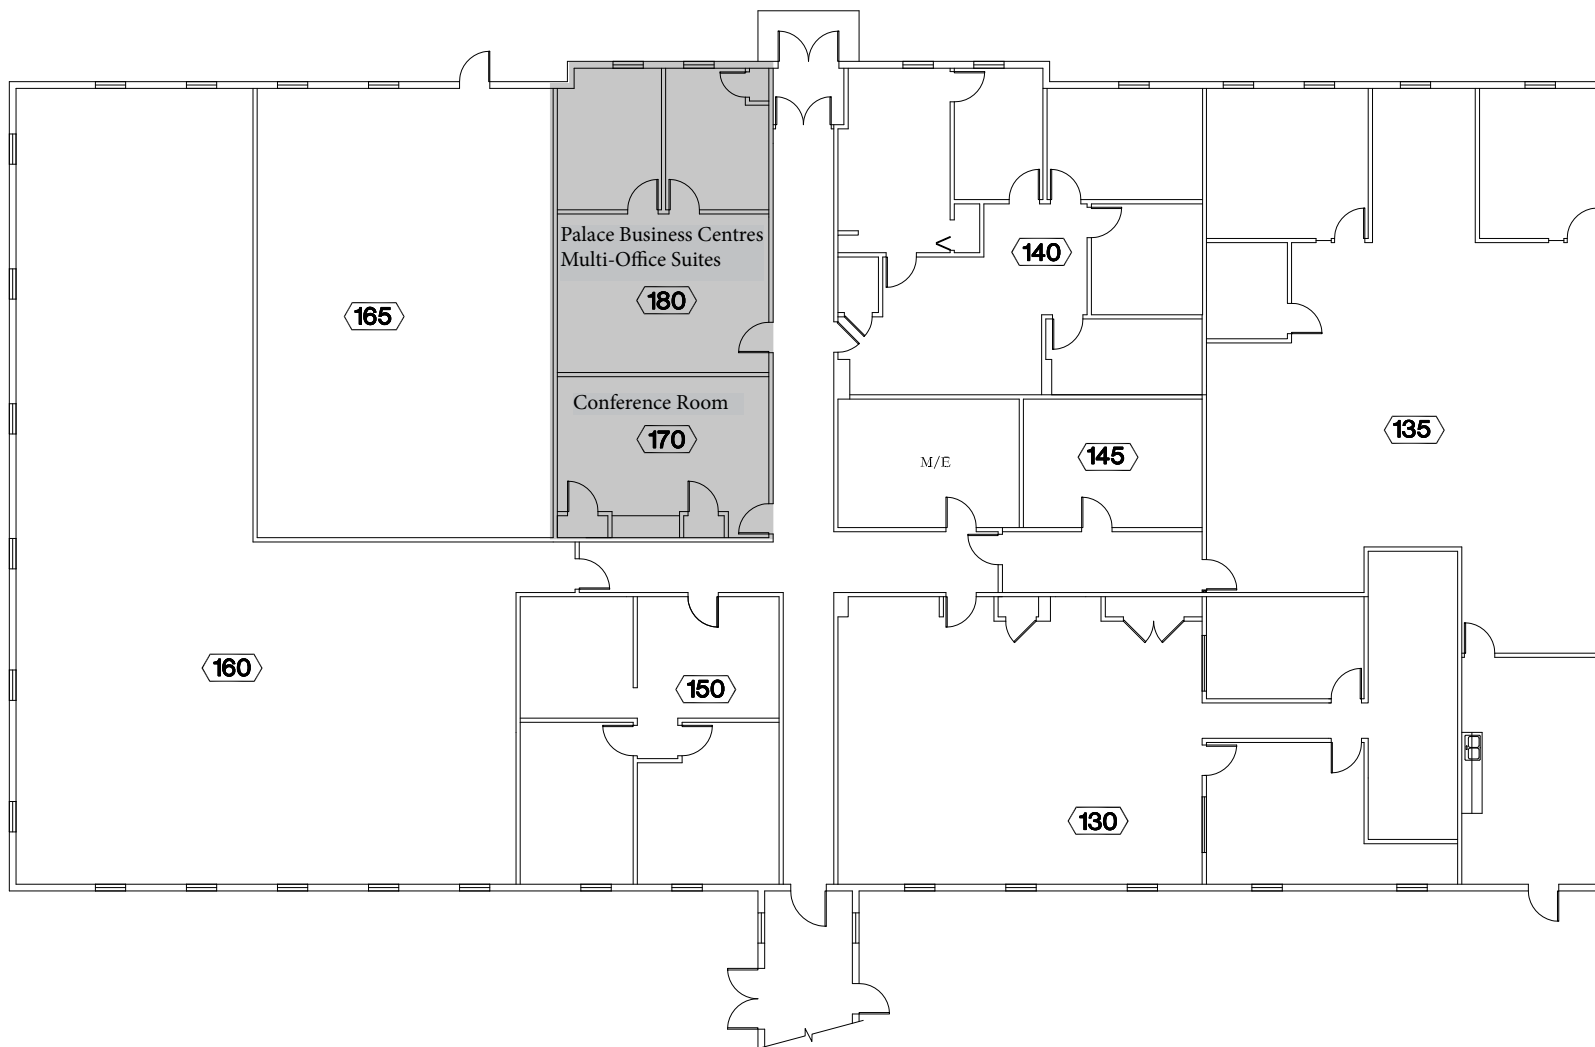 140
Palace Business Centres
Multi-Office Suites
180
165
Conference Room
170
135
145
M/E
160
150
130